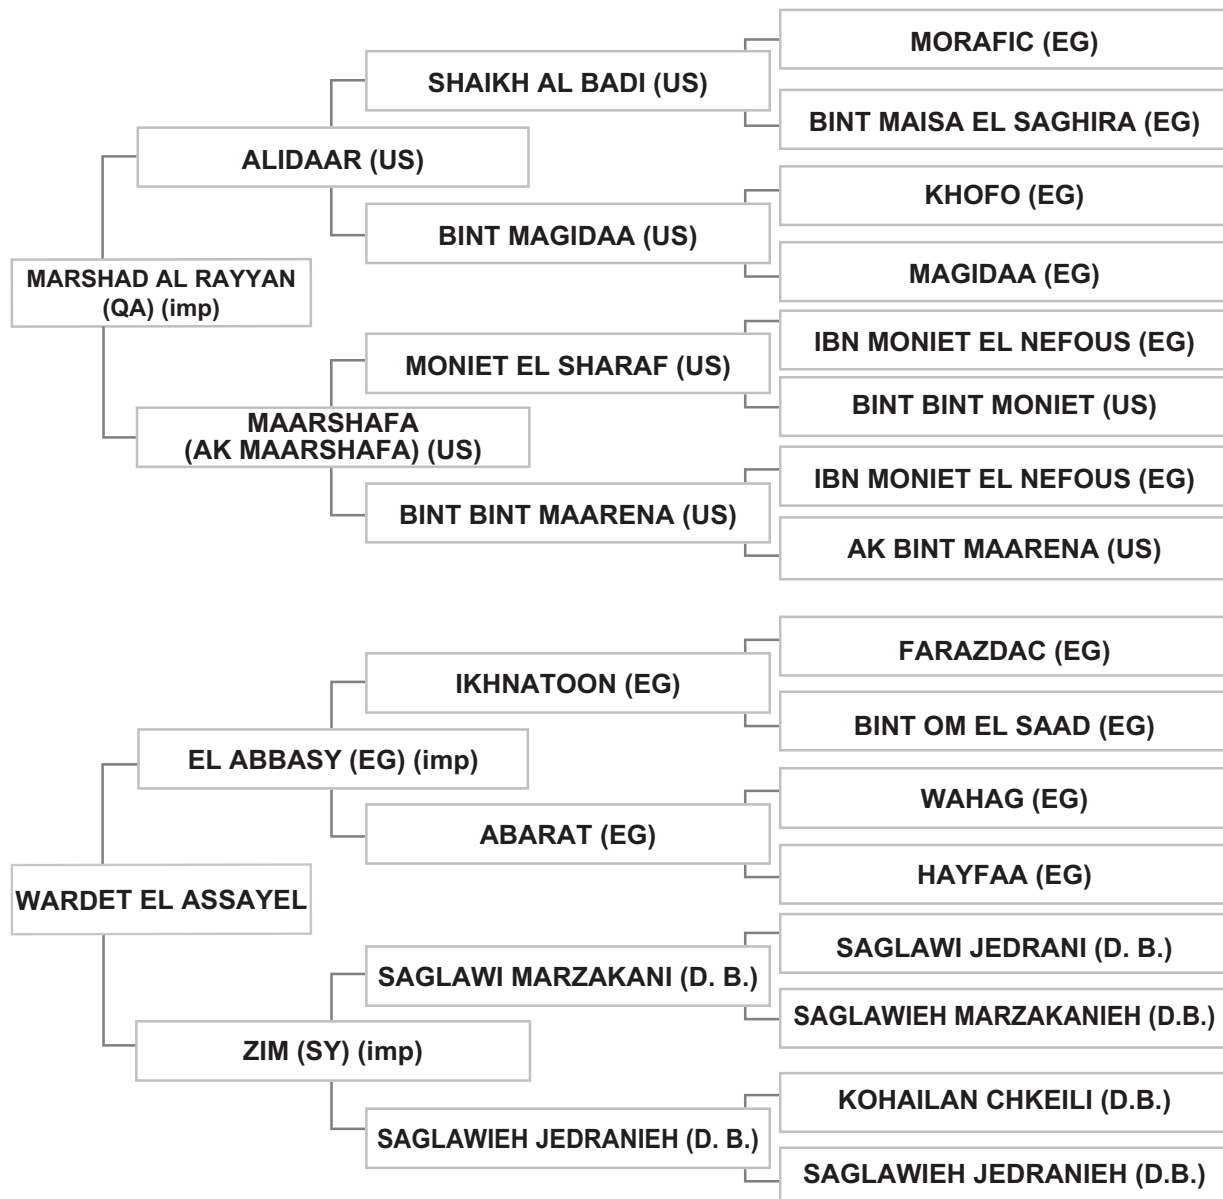 MORAFIC (EG)
SHAIKH AL BADI (US)
BINT MAISA EL SAGHIRA (EG)
ALIDAAR (US)
KHOFO (EG)
BINT MAGIDAA (US)
MAGIDAA (EG)
MARSHAD AL RAYYAN
(QA) (imp)
IBN MONIET EL NEFOUS (EG)
MONIET EL SHARAF (US)
BINT BINT MONIET (US)
MAARSHAFA
(AK MAARSHAFA) (US)
IBN MONIET EL NEFOUS (EG)
BINT BINT MAARENA (US)
AK BINT MAARENA (US)
FARAZDAC (EG)
IKHNATOON (EG)
BINT OM EL SAAD (EG)
EL ABBASY (EG) (imp)
WAHAG (EG)
ABARAT (EG)
HAYFAA (EG)
WARDET EL ASSAYEL
SAGLAWI JEDRANI (D. B.)
SAGLAWI MARZAKANI (D. B.)
SAGLAWIEH MARZAKANIEH (D.B.)
ZIM (SY) (imp)
KOHAILAN CHKEILI (D.B.)
SAGLAWIEH JEDRANIEH (D. B.)
SAGLAWIEH JEDRANIEH (D.B.)